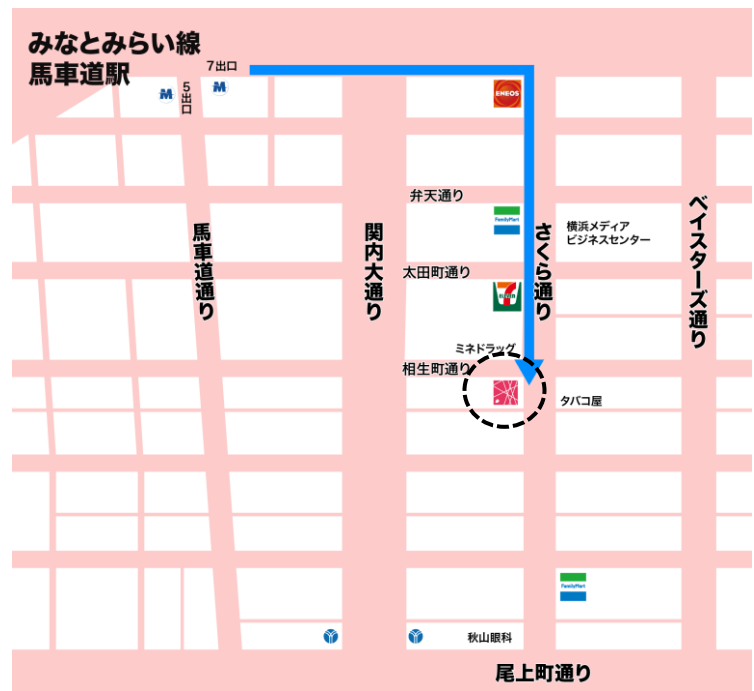 みなとみらい線
馬車道駅
7出口
5出口
ENEOS
弁天通り
FamilyMart
横浜メディア
ビジネスセンター
ベイスターズ通り
さくら通り
馬車道通り
関内大通り
太田町通り
ELEVEN
ミネドラッグ
相生町通り
タバコ屋
FamilyMart
秋山眼科
尾上町通り